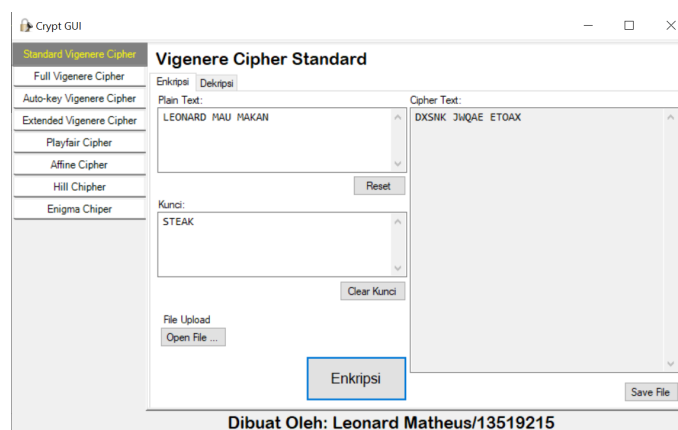 Crypt GUI
Standard Vigenere Cipher
Full Vigenere Cipher
Auto-key Vigenere Cipher
Extended Vigenere Cipher
Playfair Cipher
Affine Cipher
Hill Chipher
Enigma Chiper
Vigenere Cipher Standard
Enkripsi Dekripsi
Plain Text:
LEONARD MAU MAKAN
Reset
Kunci:
STEAK
Clear Kunci
File Upload
Open File ...
Enkripsi
Cipher Text:
DXSNK JWQAE ETOAX
Save File
Dibuat Oleh: Leonard Matheus/13519215